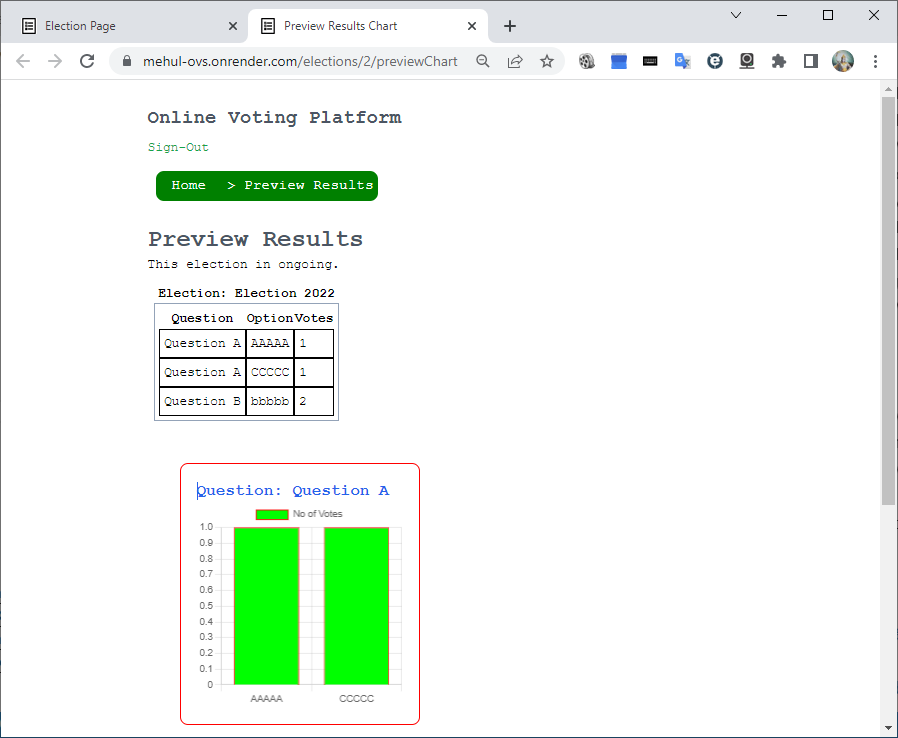 Election Page
Preview Results Chart
mehul-ovs.onrender.com/elections/2/previewChart
Online Voting Platform
Sign-Out
Home > Preview Results
Preview Results
This election in ongoing.
Election: Election 2022
Question Option Votes
Question A AAAAA 1
Question A CCCCC 1
Question B bbbbb 2
Question: Question A
No of Votes
1.0
0.9
0.8
0.7
0.6
0.5
0.4
0.3
0.2
0.1
0
AAAAA CCCCC